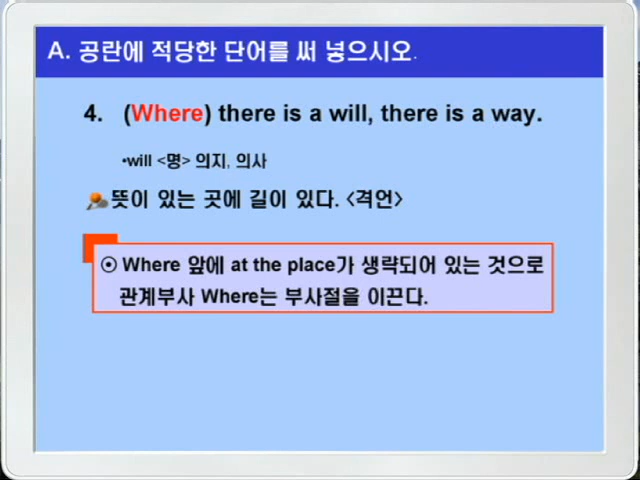 A. 공란에 적당한 단어를 써 넣으시오.
4. (Where) there is a will, there is a way.
•will <명> 의지, 의사
뜻이 있는 곳에 길이 있다. <격언>
⊙ Where 앞에 at the place가 생략되어 있는 것으로
관계부사 Where는 부사절을 이끈다.